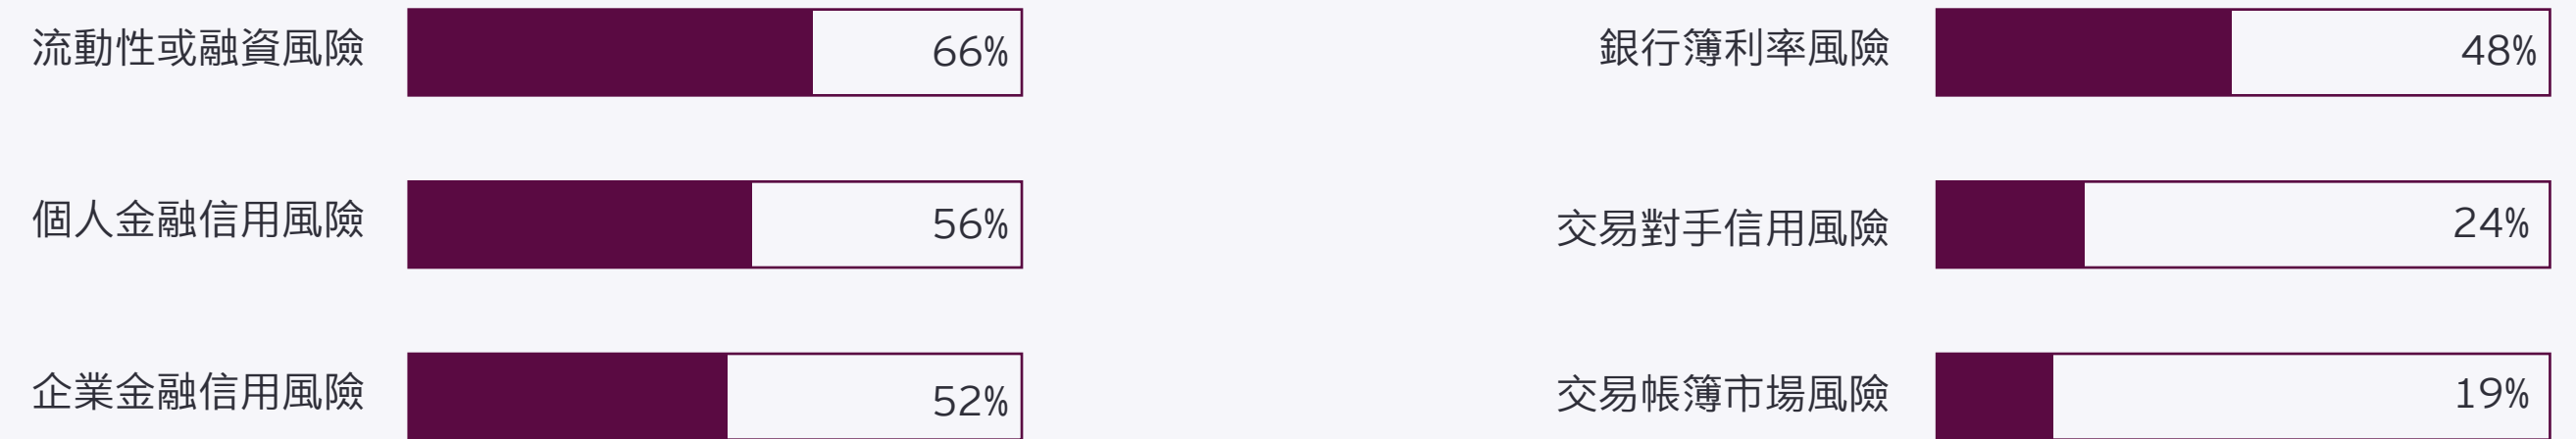 流動性或融資風險
66%
個人金融信用風險
56%
企業金融信用風險
52%
銀行簿利率風險
48%
交易對手信用風險
24%
交易帳簿市場風險
19%